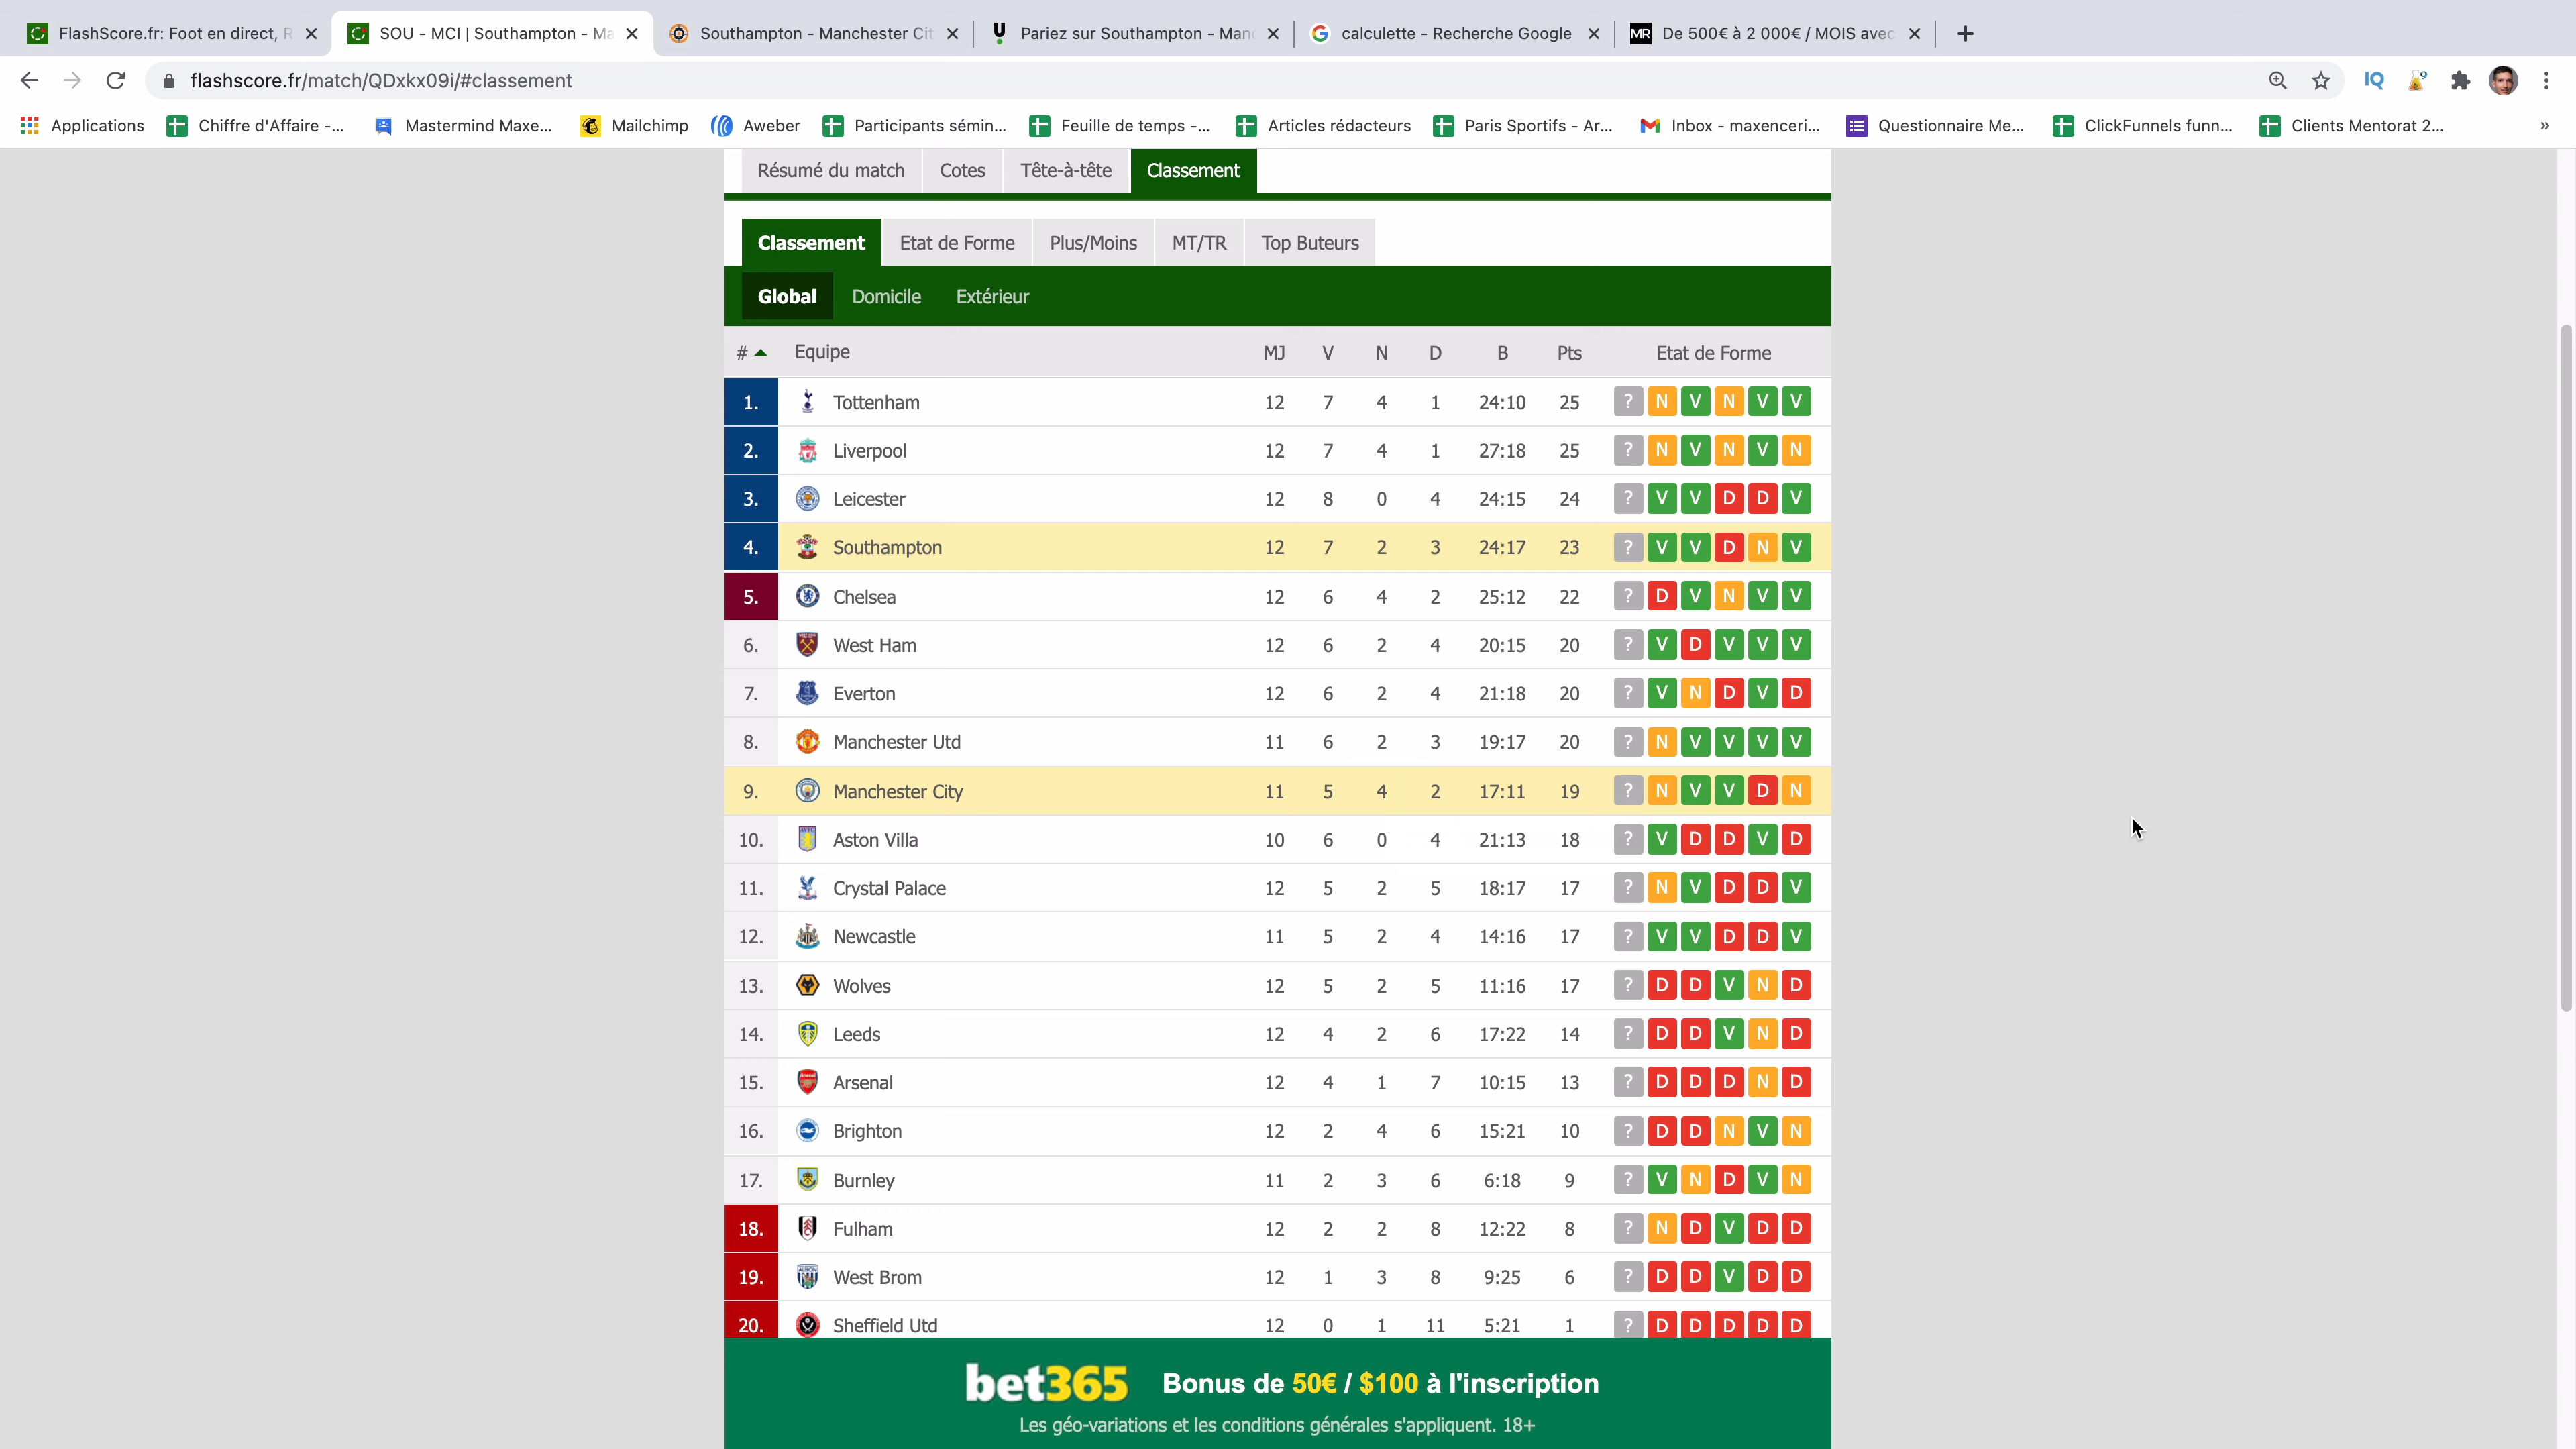 FlashScore.fr: Foot en direct, R
SOU - MCI | Southampton - Ma
Southampton - Manchester Cit
Pariez sur Southampton - Man
calculette - Recherche Google
MR De 500€ à 2 000€ / MOIS avec
flashscore.fr/match/QDxkx09i/#classement
IQ
9
Applications
Chiffre d'Affaire -...
Mastermind Maxe...
Mailchimp
Aweber
Participants sémin...
Feuille de temps -...
Articles rédacteurs
Paris Sportifs - Ar...
Inbox - maxenceri...
Questionnaire Me...
ClickFunnels funn...
Clients Mentorat 2...
»
Résumé du match Cotes Tête-à-tête Classement
Classement Etat de Forme Plus/Moins MT/TR Top Buteurs
Global Domicile Extérieur
# Equipe MJ V N D B Pts Etat de Forme
1. Tottenham 12 7 4 1 24:10 25 ? N V N V V
2. Liverpool 12 7 4 1 27:18 25 ? N V N V N
3. Leicester 12 8 0 4 24:15 24 ? V V D D V
4. Southampton 12 7 2 3 24:17 23 ? V V D N V
5. Chelsea 12 6 4 2 25:12 22 ? D V N V V
6. West Ham 12 6 2 4 20:15 20 ? V D V V V
7. Everton 12 6 2 4 21:18 20 ? V N D V D
8. Manchester Utd 11 6 2 3 19:17 20 ? N V V V V
9. Manchester City 11 5 4 2 17:11 19 ? N V V D N
10. Aston Villa 10 6 0 4 21:13 18 ? V D D V D
11. Crystal Palace 12 5 2 5 18:17 17 ? N V D D V
12. Newcastle 11 5 2 4 14:16 17 ? V V D D V
13. Wolves 12 5 2 5 11:16 17 ? D D V N D
14. Leeds 12 4 2 6 17:22 14 ? D D V N D
15. Arsenal 12 4 1 7 10:15 13 ? D D D N D
16. Brighton 12 2 4 6 15:21 10 ? D D N V N
17. Burnley 11 2 3 6 6:18 9 ? V N D V N
18. Fulham 12 2 2 8 12:22 8 ? N D V D D
19. West Brom 12 1 3 8 9:25 6 ? D D V D D
20. Sheffield Utd 12 0 1 11 5:21 1 ? D D D D D
bet365 Bonus de 50€ / $100 à l'inscription
Les géo-variations et les conditions générales s'appliquent. 18+